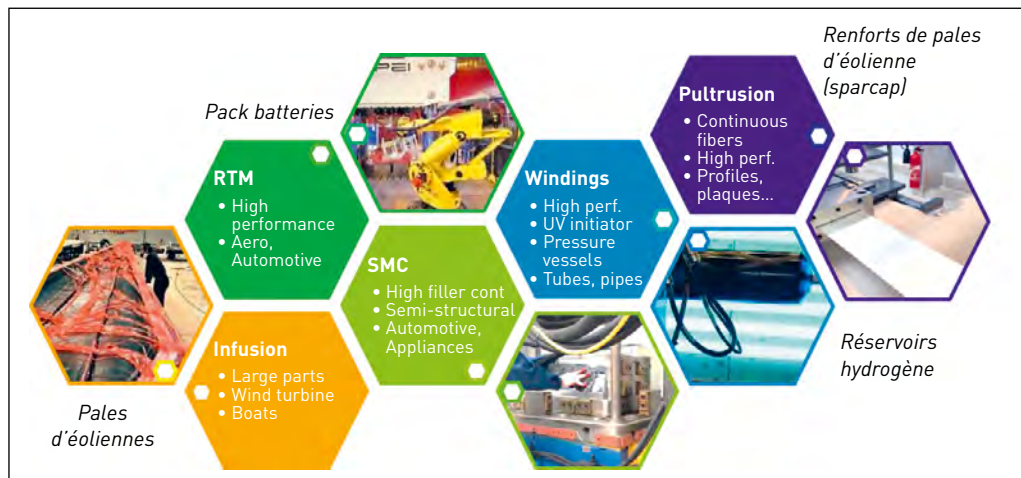 Renforts de pales
d'éolienne
(sparcap)
Pack batteries
PEI
Pultrusion
• Continuous
fibers
• High perf.
• Profiles,
plaques...
RTM
• High
performance
• Aero,
Automotive
Windings
• High perf.
• UV initiator
• Pressure
vessels
• Tubes, pipes
SMC
• High filler cont
• Semi-structural
• Automotive,
Appliances
Infusion
• Large parts
• Wind turbine
• Boats
Réservoirs
hydrogène
Pales
d'éoliennes